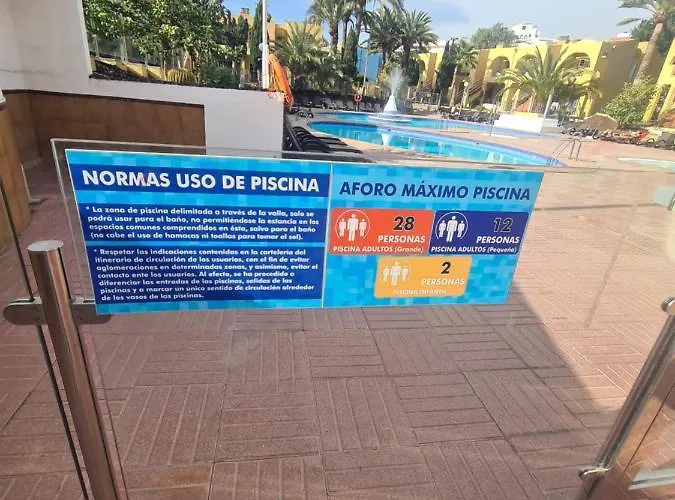 NORMAS USO DE PISCINA
* La zona de piscina delimitada a través de la valla, solo se
podrá usar para el baño, no permitiéndose la estancia en los
espacios comunes comprendidos en ésta, salvo para el baño
(no cabe el uso de hamacas ni toallas para tomar el sol).
* Respetar las indicaciones contenidas en la cartelería del
itinerario de circulación de los usuarios, con el fin de evitar
aglomeraciones en determinadas zonas, y asimismo, evitar el
contacto ente los usuarios. Al efecto, se ha procedido a
diferenciar las entradas de las piscinas, salidas de las
piscinas y a marcar un unico sentido de circulación alrededor
de los vasos de las piscinas.
AFORO MÁXIMO PISCINA
28
PERSONAS
PISCINA ADULTOS (Grande)
12
PERSONAS
PISCINA ADULTOS (Pequeña)
2
PERSONAS
PISCINA INFANTIL